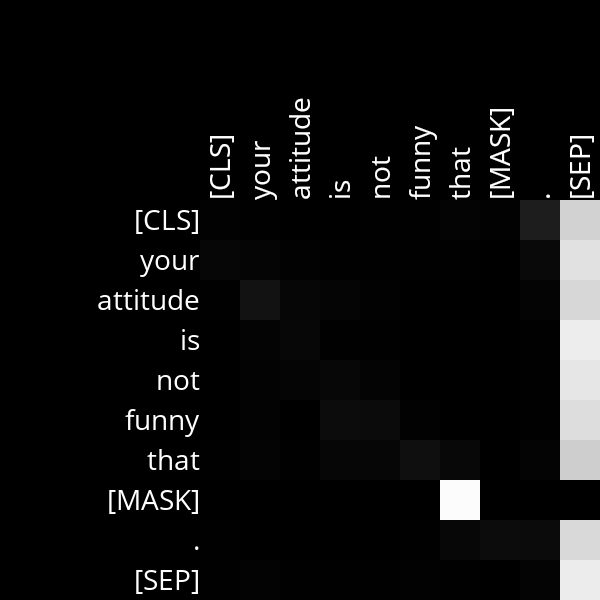 [CLS]
your
attitude
is
not
funny
that
[MASK]
.
[SEP]
[CLS]
your
attitude
is
not
funny
that
[MASK]
.
[SEP]